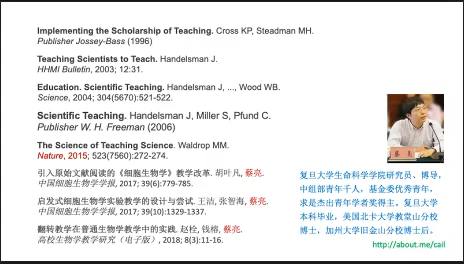 Implementing the Scholarship of Teaching. Cross KP, Steadman MH.
Publisher Jossey-Bass (1996)
Teaching Scientists to Teach. Handelsman J.
HHMI Bulletin, 2003; 12:31.
Education. Scientific Teaching. Handelsman J, ..., Wood WB.
Science, 2004; 304(5670):521-522.
Scientific Teaching. Handelsman J, Miller S, Pfund C.
Publisher W. H. Freeman (2006)
The Science of Teaching Science. Waldrop MM.
Nature, 2015; 523(7560):272-274.
引入原始文献阅读的《细胞生物学》教学改革. 胡叶凡, 蔡亮.
中国细胞生物学学报, 2017; 39(6):779-785.
启发式细胞生物学实验教学的设计与尝试. 王洁, 张智海, 蔡亮.
中国细胞生物学学报, 2017; 39(10):1329-1337.
翻转教学在普通生物学教学中的实践. 赵栓, 钱榕, 蔡亮.
高校生物学教学研究（电子版）, 2018; 8(3):11-16.
蔡 亮
复旦大学生命科学学院研究员、博导,
中组部青年千人, 基金委优秀青年,
求是杰出青年学者奖得主。复旦大学
本科毕业, 美国北卡大学教堂山分校
博士, 加州大学旧金山分校博士后。
http://about.me/cail